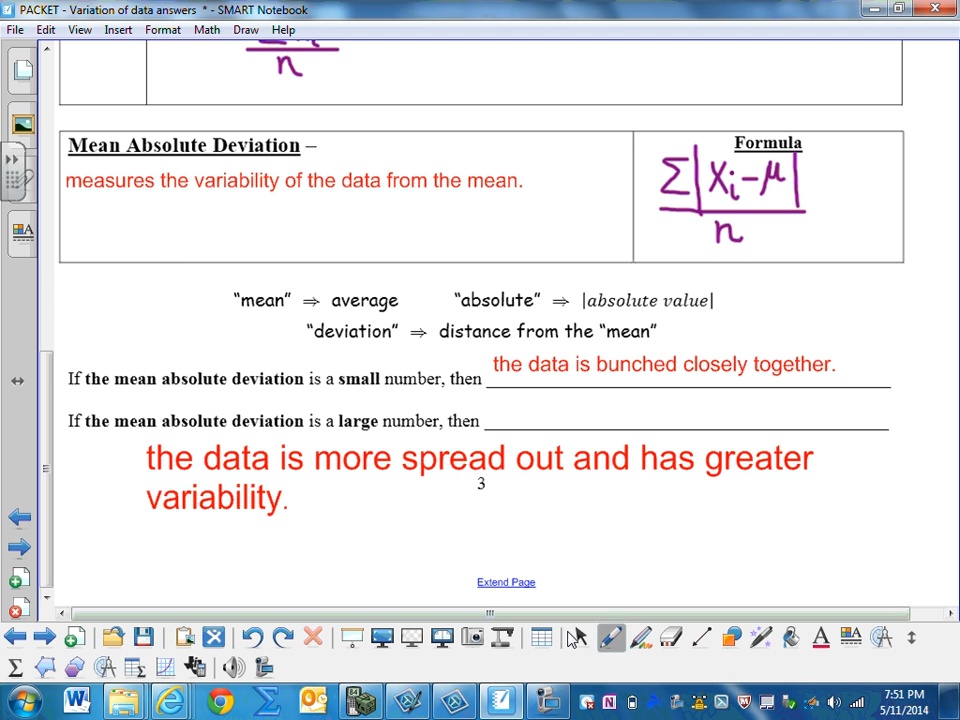 PACKET - Variation of data answers * - SMART Notebook
File Edit View Insert Format Math Draw Help
n
Mean Absolute Deviation –
Formula
measures the variability of the data from the mean.
Σ|Xᵢ-μ|
n
“mean” ⇒ average “absolute” ⇒ |absolute value|
“deviation” ⇒ distance from the “mean”
the data is bunched closely together.
If the mean absolute deviation is a small number, then
If the mean absolute deviation is a large number, then
the data is more spread out and has greater
variability.
3
Extend Page
7:51 PM
5/11/2014